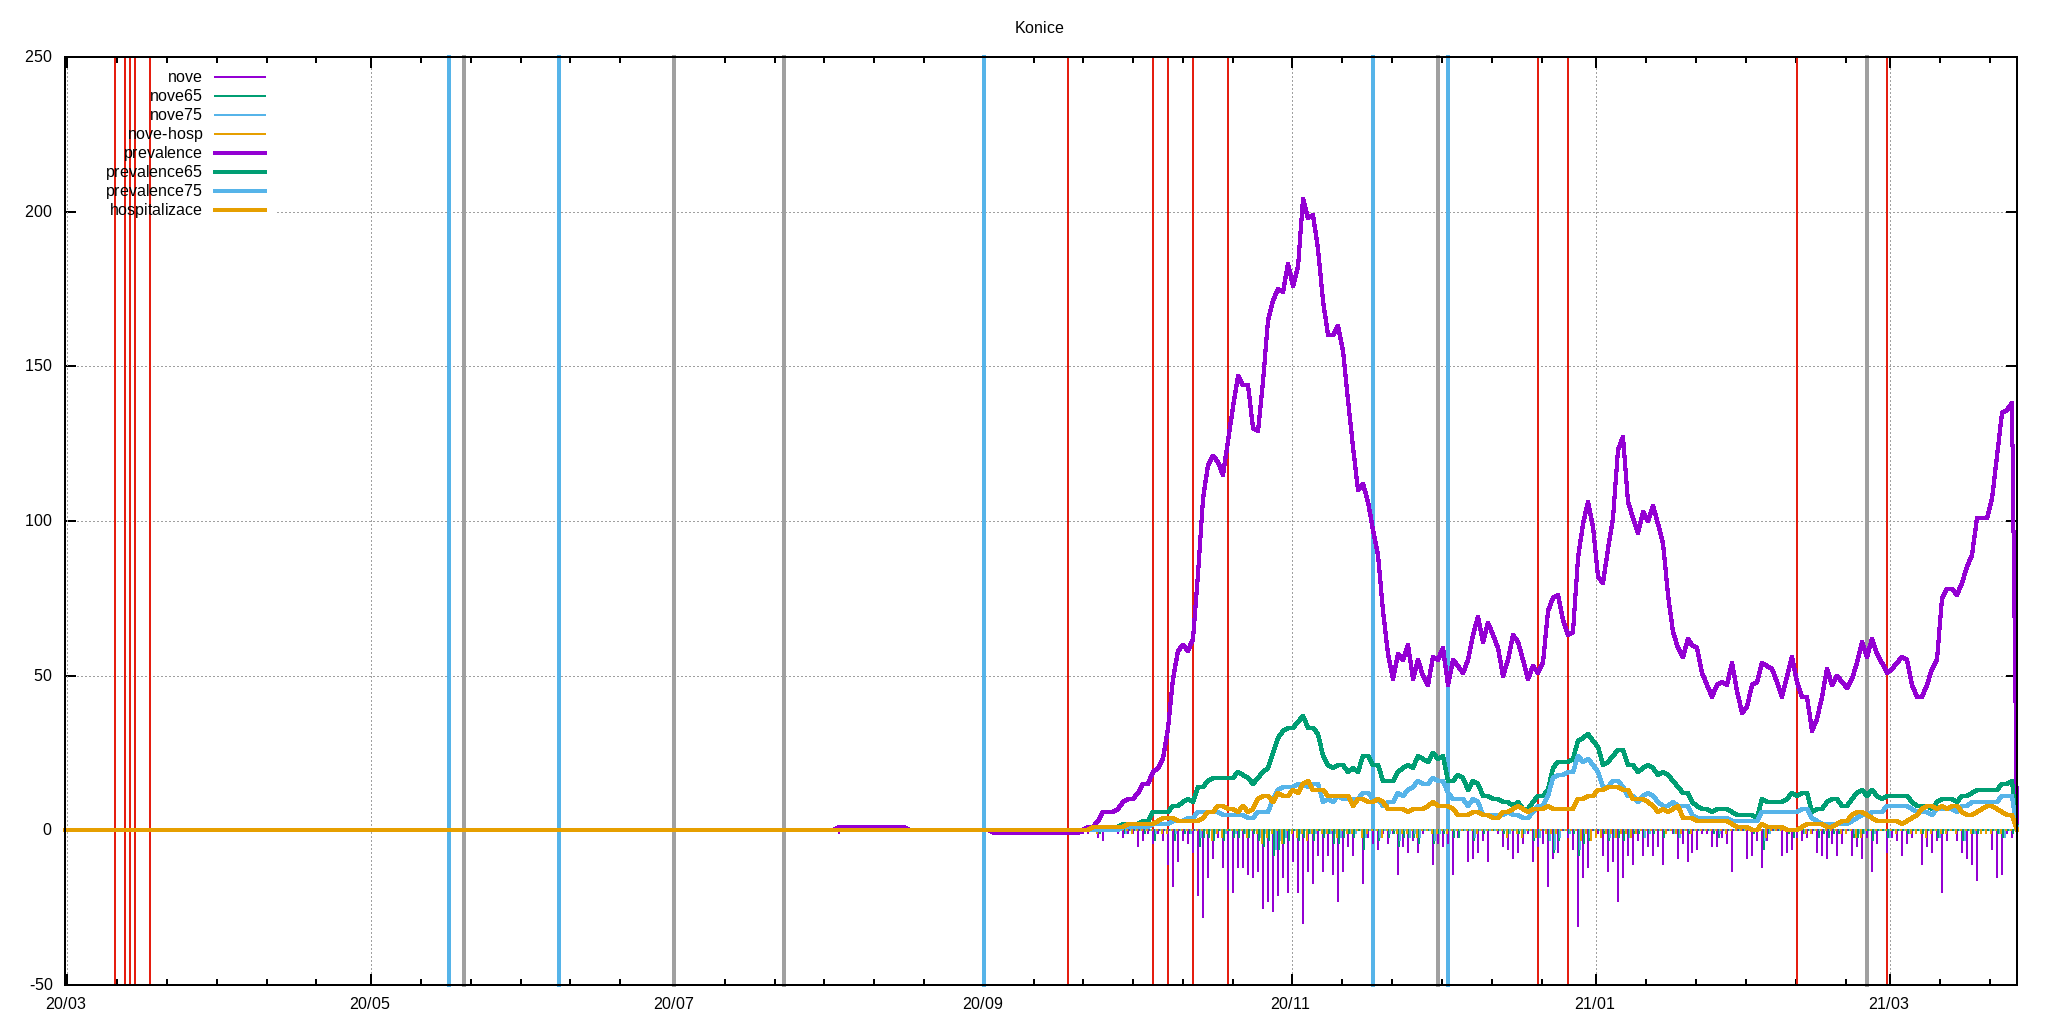 Konice
250
nove
nove65
nove75
nove-hosp
prevalence
prevalence65
prevalence75
hospitalizace
200
150
100
50
0
-50
20/03 20/05 20/07 20/09 20/11 21/01 21/03